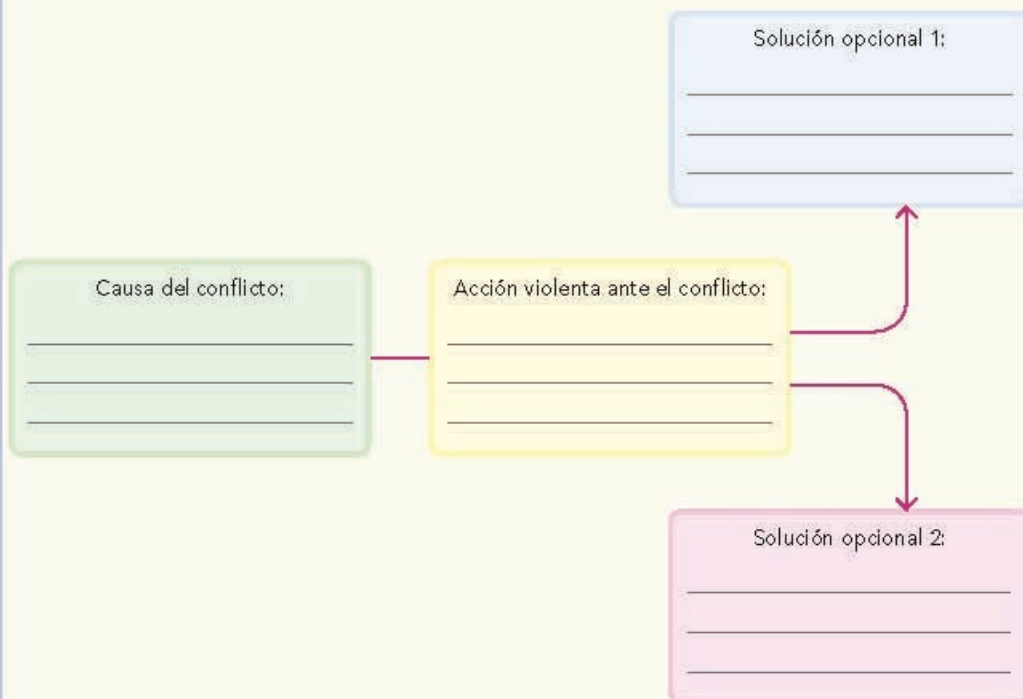 Solución opcional 1:
Causa del conflicto:
Acción violenta ante el conflicto:
Solución opcional 2: